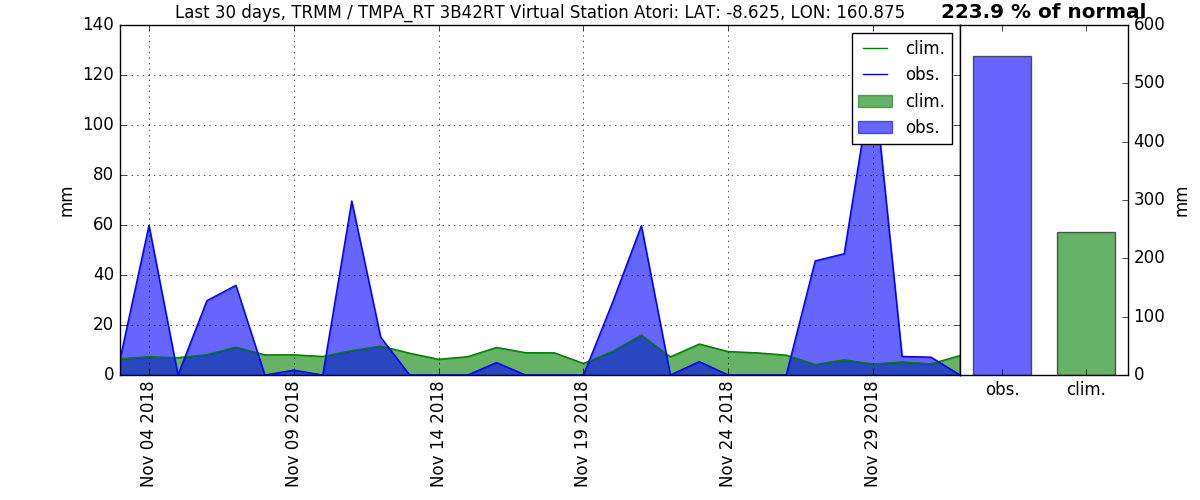 Last 30 days, TRMM / TMPA_RT 3B42RT Virtual Station Atori: LAT: -8.625, LON: 160.875
223.9 % of normal
140
120
100
80
60
40
20
0
mm
clim.
obs.
clim.
obs.
600
500
400
300
200
100
0
mm
Nov 04 2018
Nov 09 2018
Nov 14 2018
Nov 19 2018
Nov 24 2018
Nov 29 2018
obs.
clim.